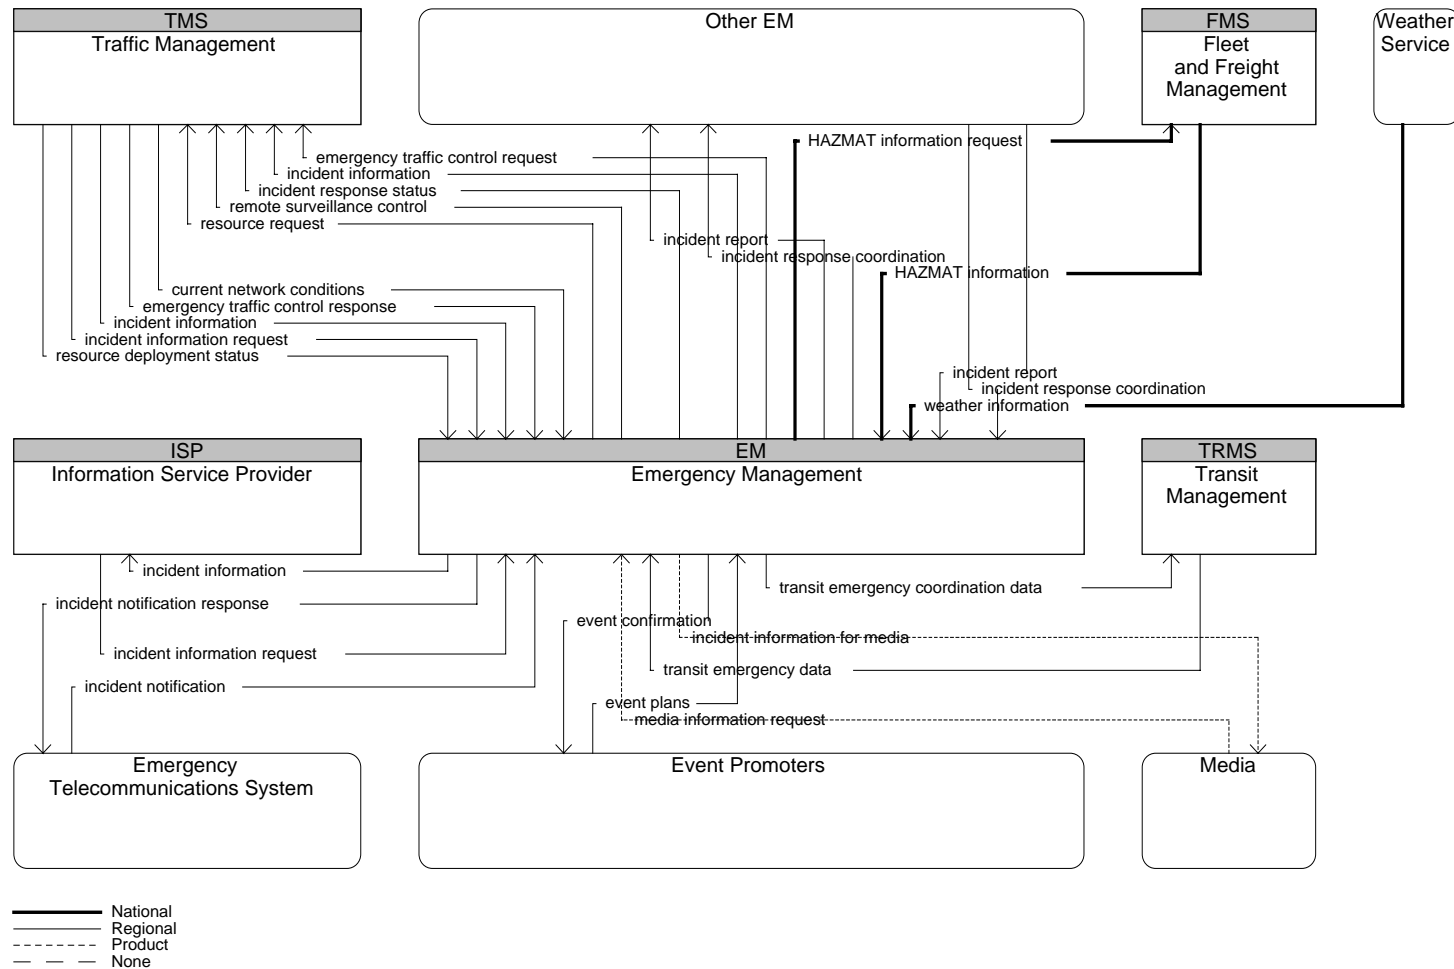 TMS
Traffic Management
Other EM
FMS
Fleet
and Freight
Management
Weather
Service
HAZMAT information request
emergency traffic control request
incident information
incident response status
remote surveillance control
resource request
incident report
incident response coordination
HAZMAT information
current network conditions
emergency traffic control response
incident information
incident information request
resource deployment status
incident report
incident response coordination
weather information
ISP
Information Service Provider
EM
Emergency Management
TRMS
Transit
Management
incident information
transit emergency coordination data
incident notification response
event confirmation
incident information for media
incident information request
transit emergency data
incident notification
event plans
media information request
Emergency
Telecommunications System
Event Promoters
Media
National
Regional
Product
None